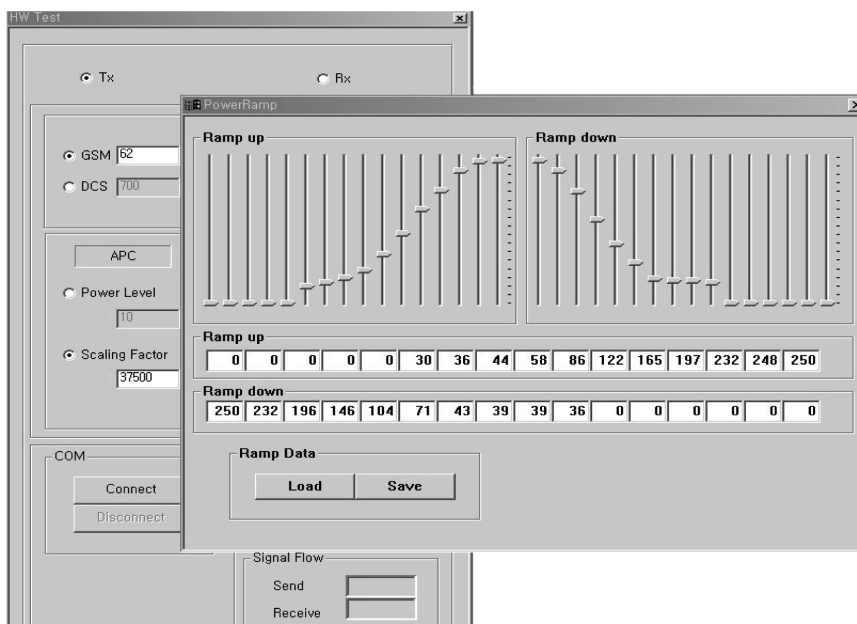 HW Test
Tx
Rx
PowerRamp
GSM 62
DCS 700
APC
Power Level
10
Scaling Factor
37500
COM
Connect
Disconnect
Signal Flow
Send
Receive
Ramp up
Ramp down
Ramp up
0 0 0 0 0 30 36 44 58 86 122 165 197 232 248 250
Ramp down
250 232 196 146 104 71 43 39 39 36 0 0 0 0 0 0
Ramp Data
Load Save